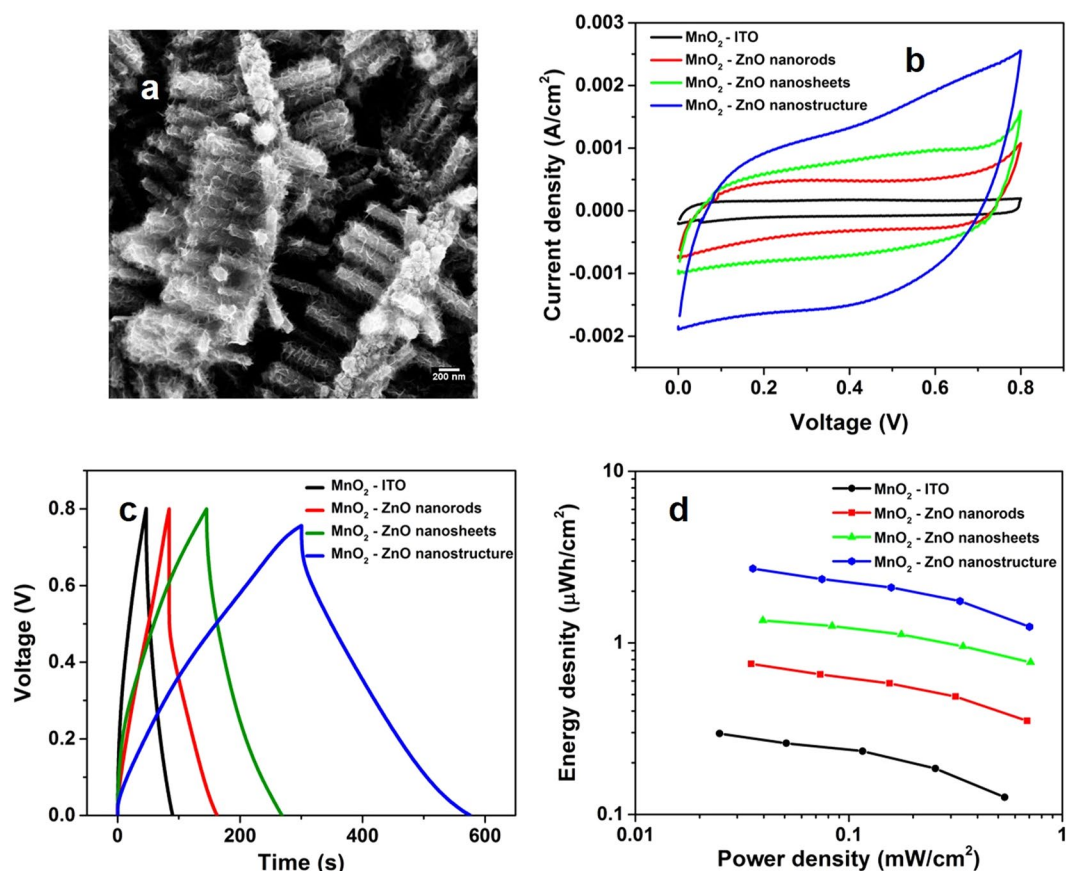 a
200 nm
b
MnO₂ - ITO
MnO₂ - ZnO nanorods
MnO₂ - ZnO nanosheets
MnO₂ - ZnO nanostructure
0.003
0.002
0.001
0.000
-0.001
-0.002
Current density (A/cm²)
0.0 0.2 0.4 0.6 0.8
Voltage (V)
c
MnO₂ - ITO
MnO₂ - ZnO nanorods
MnO₂ - ZnO nanosheets
MnO₂ - ZnO nanostructure
0.8
0.6
0.4
0.2
0.0
Voltage (V)
0 200 400 600
Time (s)
d
MnO₂ - ITO
MnO₂ - ZnO nanorods
MnO₂ - ZnO nanosheets
MnO₂ - ZnO nanostructure
10
1
0.1
Energy desnity (µWh/cm²)
0.01 0.1 1
Power density (mW/cm²)